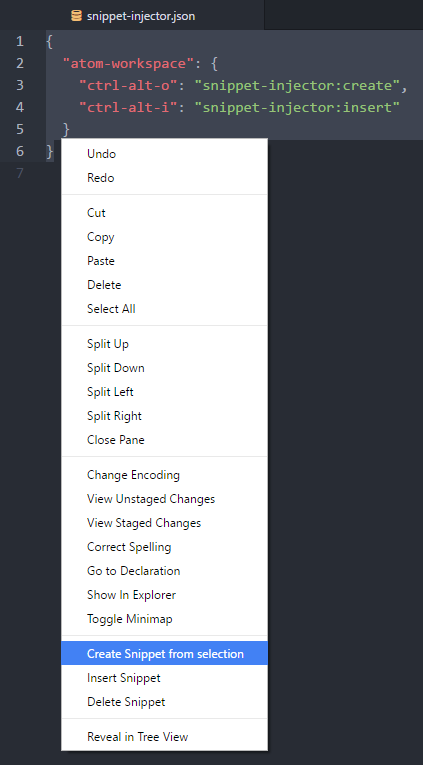 snippet-injector.json
1 {
2 "atom-workspace": {
3 "ctrl-alt-o": "snippet-injector:create",
4 "ctrl-alt-i": "snippet-injector:insert"
5 }
6 }
7
Undo
Redo
Cut
Copy
Paste
Delete
Select All
Split Up
Split Down
Split Left
Split Right
Close Pane
Change Encoding
View Unstaged Changes
View Staged Changes
Correct Spelling
Go to Declaration
Show In Explorer
Toggle Minimap
Create Snippet from selection
Insert Snippet
Delete Snippet
Reveal in Tree View